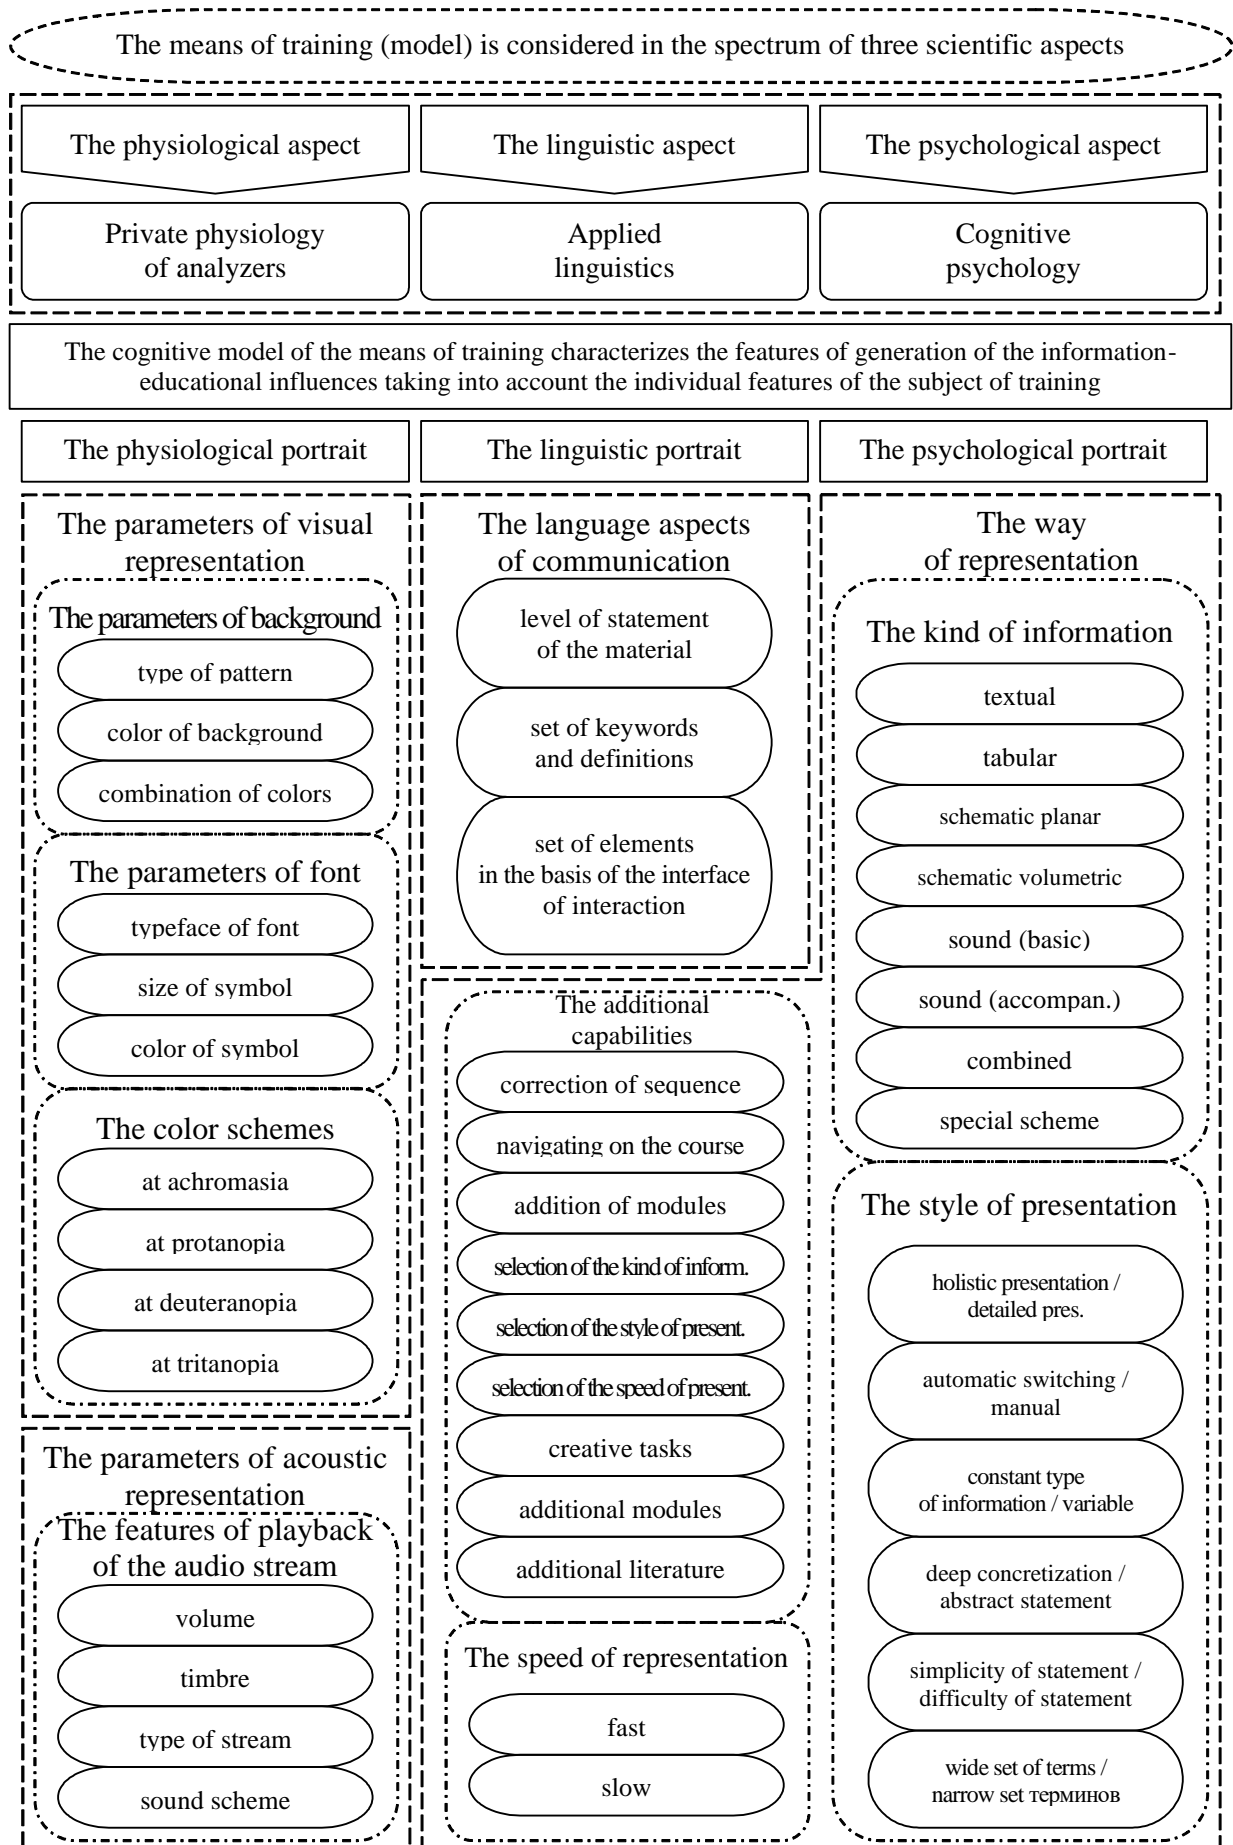 The means of training (model) is considered in the spectrum of three scientific aspects
The physiological aspect
The linguistic aspect
The psychological aspect
Private physiology
of analyzers
Applied
linguistics
Cognitive
psychology
The cognitive model of the means of training characterizes the features of generation of the information-
educational influences taking into account the individual features of the subject of training
The physiological portrait
The linguistic portrait
The psychological portrait
The parameters of visual
representation
The parameters of background
type of pattern
color of background
combination of colors
The parameters of font
typeface of font
size of symbol
color of symbol
The color schemes
at achromasia
at protanopia
at deuteranopia
at tritanopia
The parameters of acoustic
representation
The features of playback
of the audio stream
volume
timbre
type of stream
sound scheme
The language aspects
of communication
level of statement
of the material
set of keywords
and definitions
set of elements
in the basis of the interface
of interaction
The additional
capabilities
correction of sequence
navigating on the course
addition of modules
selection of the kind of inform.
selection of the style of present.
selection of the speed of present.
creative tasks
additional modules
additional literature
The speed of representation
fast
slow
The way
of representation
The kind of information
textual
tabular
schematic planar
schematic volumetric
sound (basic)
sound (accompan.)
combined
special scheme
The style of presentation
holistic presentation /
detailed pres.
automatic switching /
manual
constant type
of information / variable
deep concretization /
abstract statement
simplicity of statement /
difficulty of statement
wide set of terms /
narrow set терминов